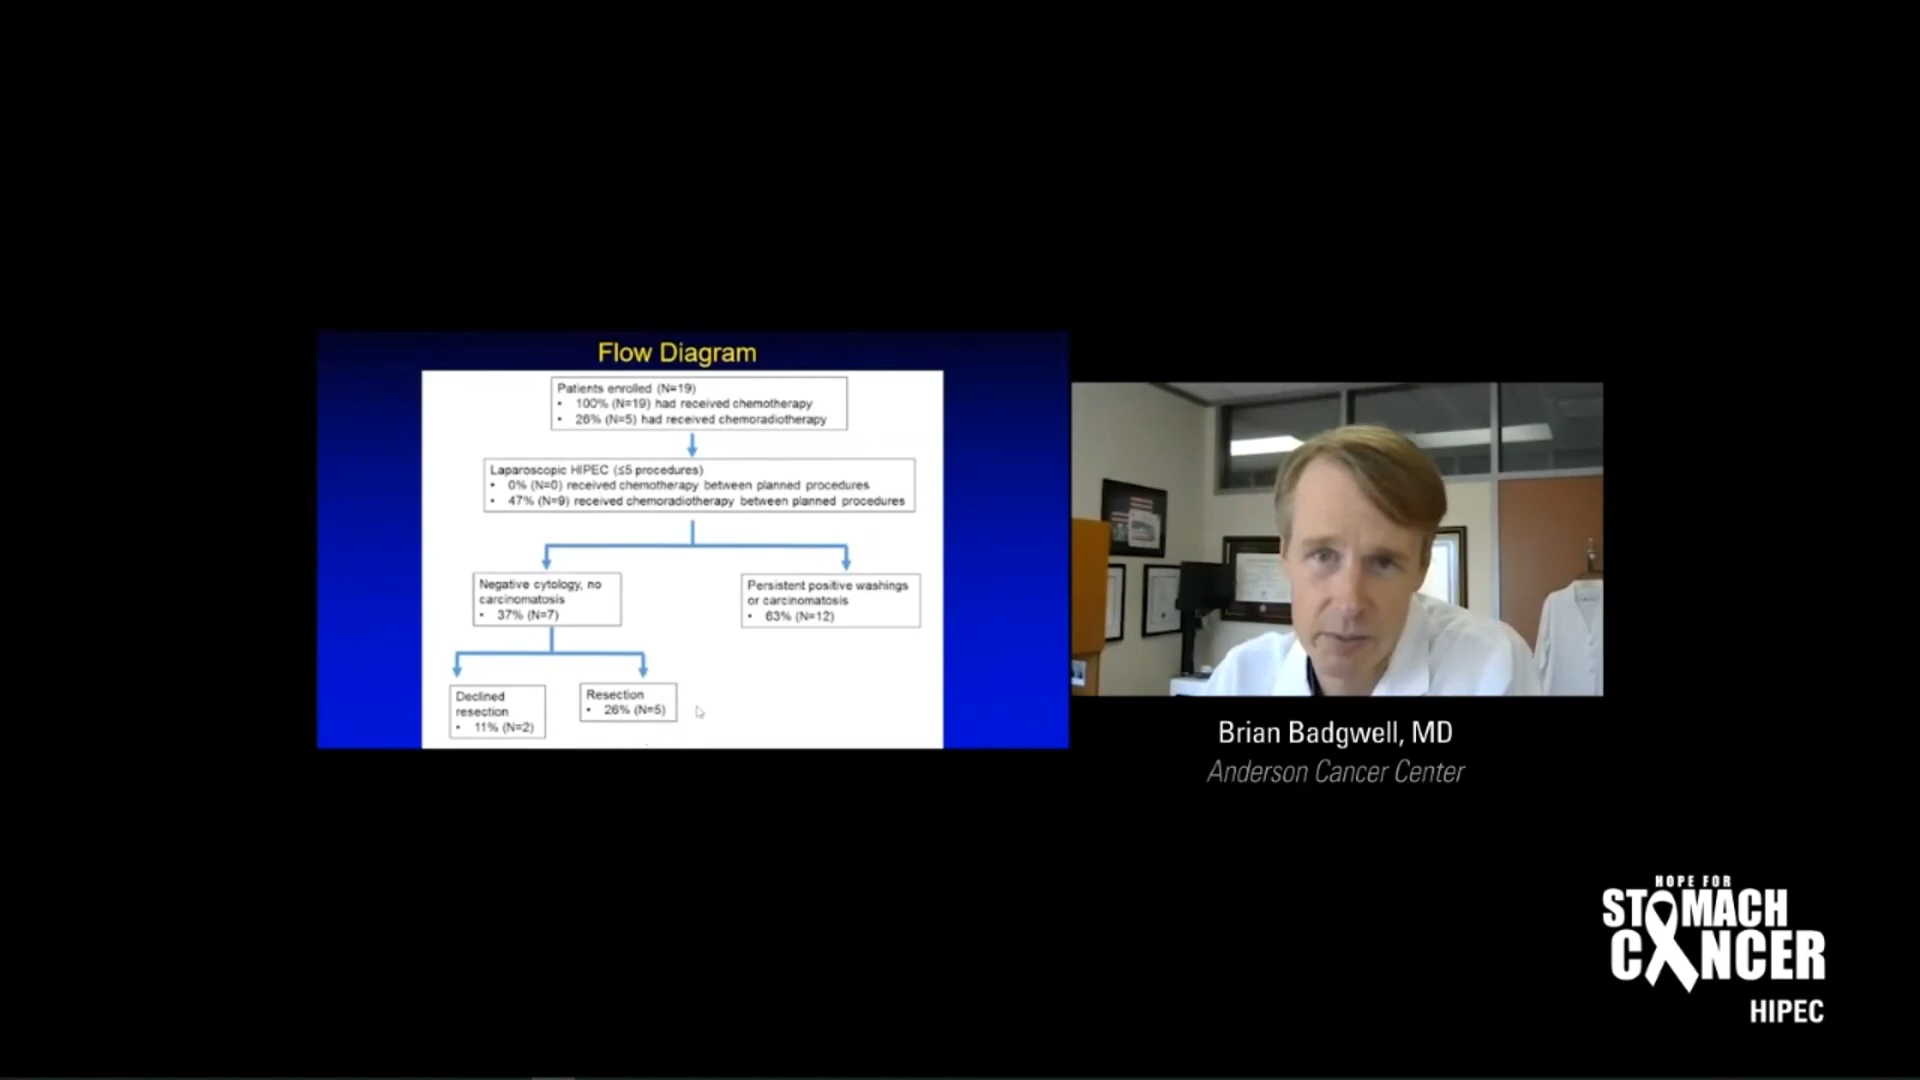 Flow Diagram
Patients enrolled (N=19)
• 100% (N=19) had received chemotherapy
• 26% (N=5) had received chemoradiotherapy
Laparoscopic HIPEC (≤5 procedures)
• 0% (N=0) received chemotherapy between planned procedures
• 47% (N=9) received chemoradiotherapy between planned procedures
Negative cytology, no
carcinomatosis
• 37% (N=7)
Persistent positive washings
or carcinomatosis
• 63% (N=12)
Declined
resection
• 11% (N=2)
Resection
• 26% (N=5)
Brian Badgwell, MD
Anderson Cancer Center
HOPE FOR
STOMACH
CANCER
HIPEC